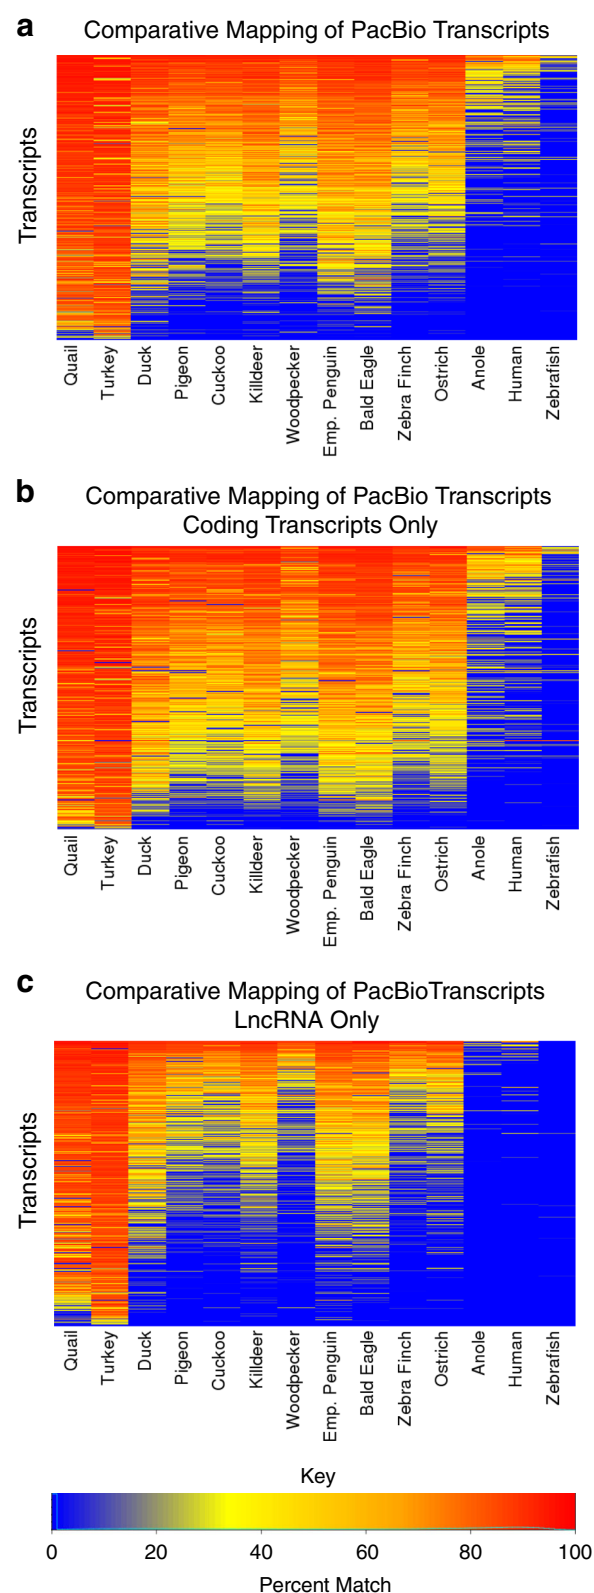 a
Comparative Mapping of PacBio Transcripts
Transcripts
Quail
Turkey
Duck
Pigeon
Cuckoo
Killdeer
Woodpecker
Emp. Penguin
Bald Eagle
Zebra Finch
Ostrich
Anole
Human
Zebrafish
b
Comparative Mapping of PacBio Transcripts
Coding Transcripts Only
Transcripts
Quail
Turkey
Duck
Pigeon
Cuckoo
Killdeer
Woodpecker
Emp. Penguin
Bald Eagle
Zebra Finch
Ostrich
Anole
Human
Zebrafish
c
Comparative Mapping of PacBioTranscripts
LncRNA Only
Transcripts
Quail
Turkey
Duck
Pigeon
Cuckoo
Killdeer
Woodpecker
Emp. Penguin
Bald Eagle
Zebra Finch
Ostrich
Anole
Human
Zebrafish
Key
0 20 40 60 80 100
Percent Match